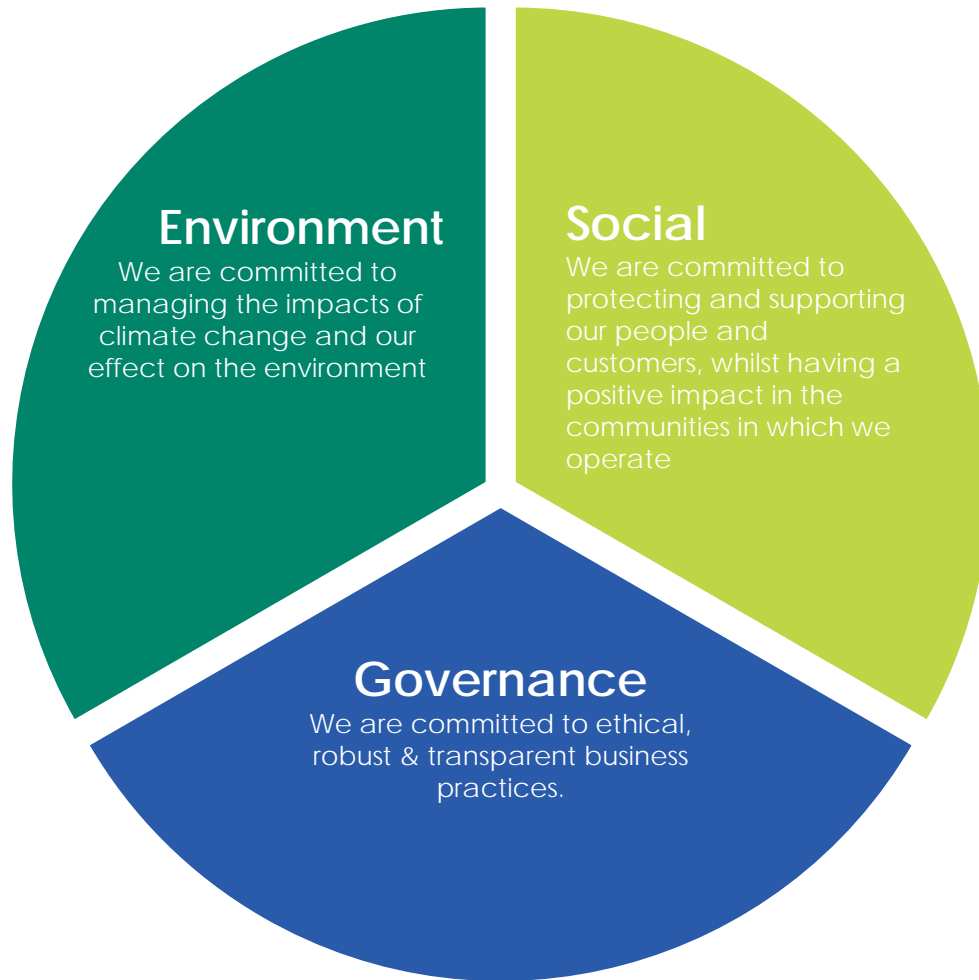 Environment
We are committed to
managing the impacts of
climate change and our
effect on the environment
Social
We are committed to
protecting and supporting
our people and
customers, whilst having a
positive impact in the
communities in which we
operate
Governance
We are committed to ethical,
robust & transparent business
practices.